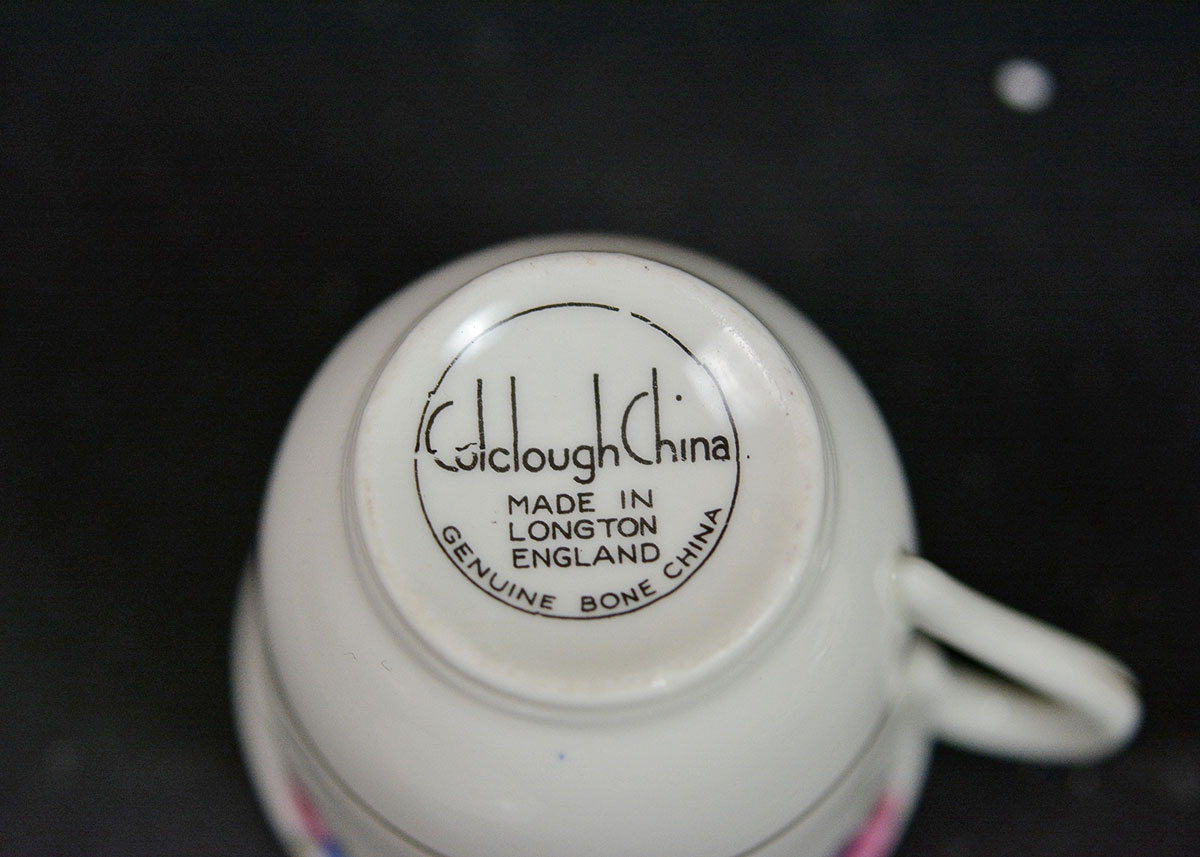 Colclough China
MADE IN
LONGTON
ENGLAND
GENUINE BONE CHINA